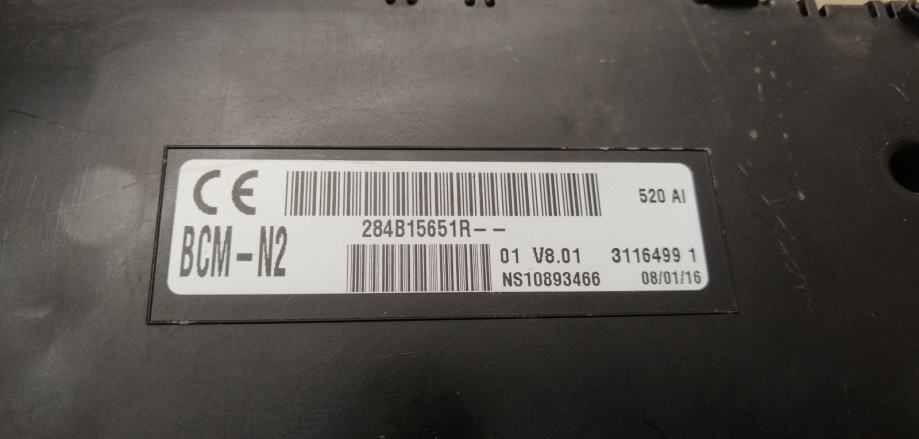 CE
520 AI
284B15651R--
BCM-N2
01 V8.01 3116499 1
NS10893466 08/01/16